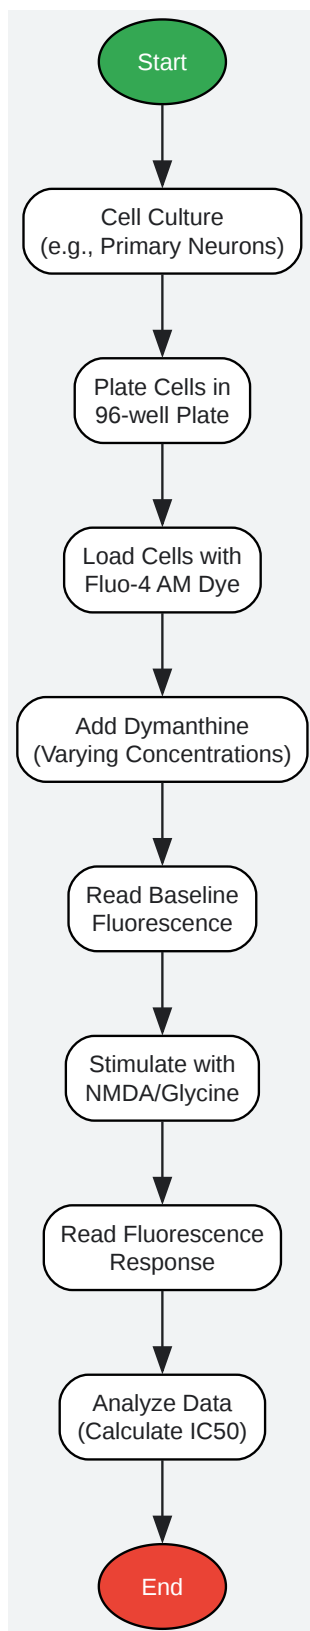 Start
Cell Culture
(e.g., Primary Neurons)
Plate Cells in
96-well Plate
Load Cells with
Fluo-4 AM Dye
Add Dymanthine
(Varying Concentrations)
Read Baseline
Fluorescence
Stimulate with
NMDA/Glycine
Read Fluorescence
Response
Analyze Data
(Calculate IC50)
End